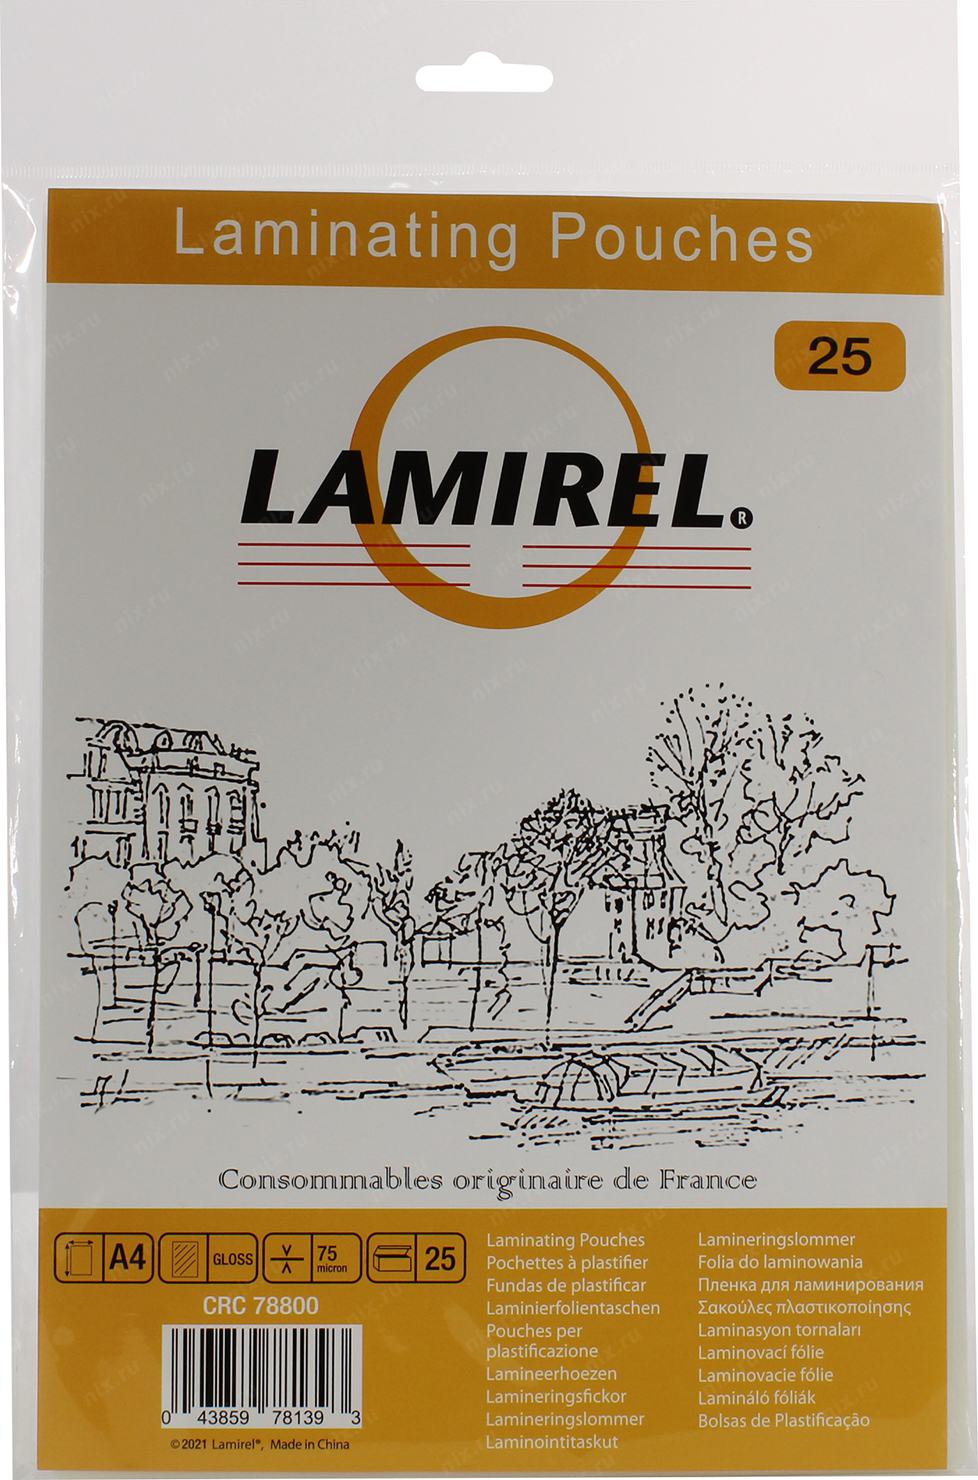 Laminating Pouches
25
LAMIREL®
Consommables originaire de France
A4
GLOSS
75
micron
25
CRC 78800
0 43859 78139 3
©2021 Lamirel®, Made in China
Laminating Pouches
Pochettes à plastifier
Fundas de plastificar
Laminierfolientaschen
Pouches per
plastificazione
Lamineerhoezen
Lamineringsfickor
Lamineringslommer
Laminointitaskut
Lamineringslommer
Folia do laminowania
Пленка для ламинирования
Σακούλες πλαστικοποίησης
Laminasyon tornaları
Laminovací fólie
Laminovacie fólie
Lamináló fóliák
Bolsas de Plastificação
nix.ru